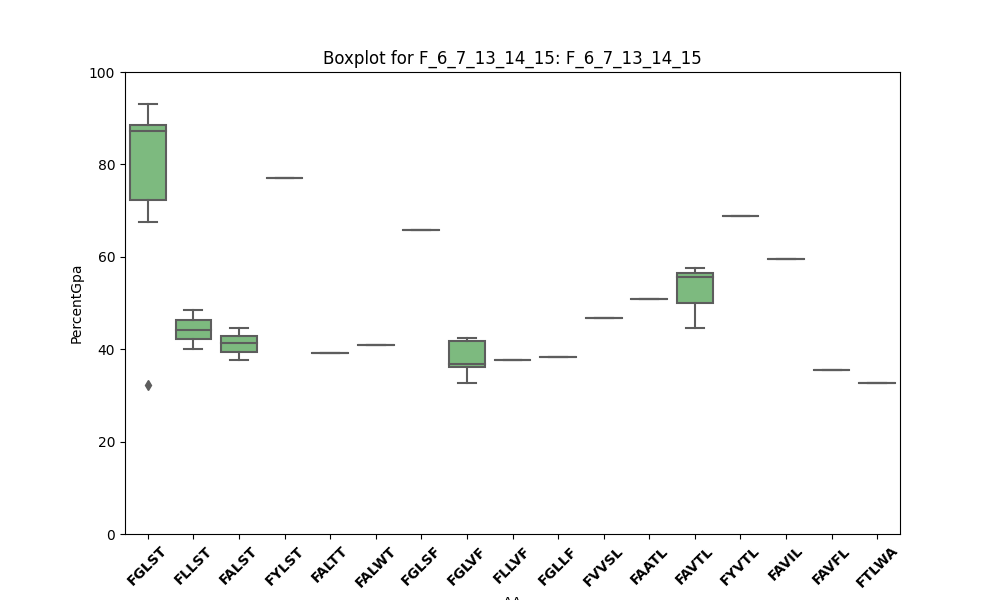 Boxplot for F_6_7_13_14_15: F_6_7_13_14_15
100
80
60
40
20
0
PercentGpa
FGLST FLLST FALST FYLST FALTT FALWT FGLSF FGLVF FLLVF FGLLF FVVSL FAATL FAVTL FYVTL FAVIL FAVFL FTLWA